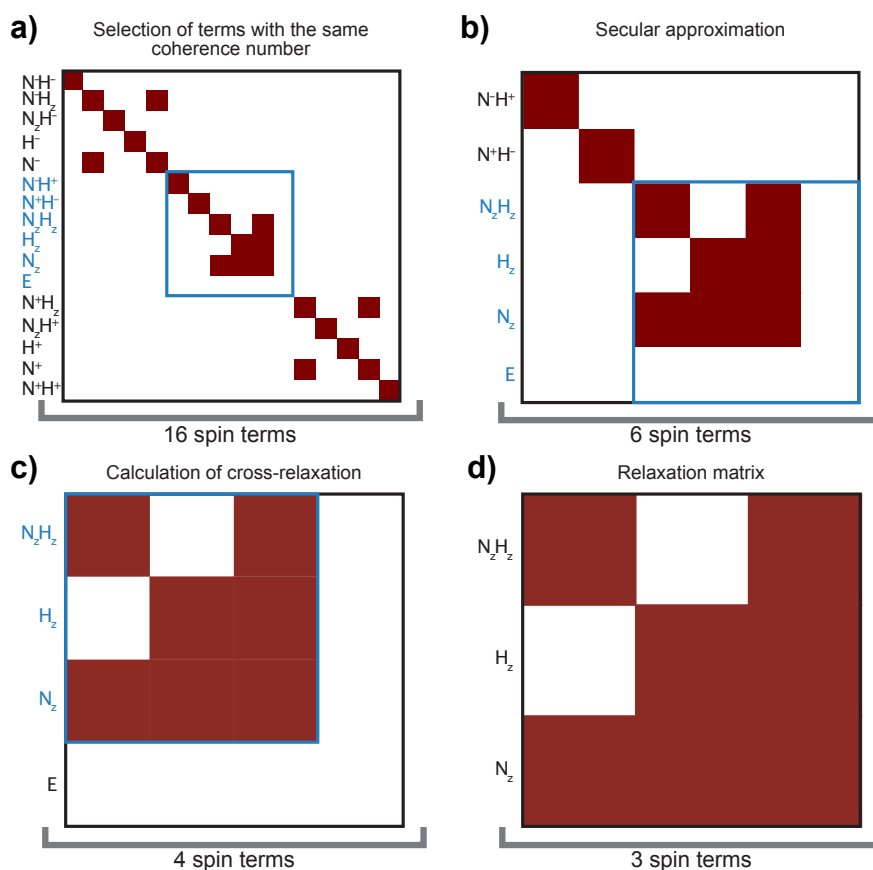 a)
Selection of terms with the same
coherence number
N⁻H⁻
N⁻H_z
N_zH⁻
H⁻
N⁻
N⁻H⁺
N⁺H⁻
N_zH_z
H_z
N_z
E
N⁺H_z
N_zH⁺
H⁺
N⁺
N⁺H⁺
16 spin terms
b)
Secular approximation
N⁻H⁺
N⁺H⁻
N_zH_z
H_z
N_z
E
6 spin terms
c)
Calculation of cross-relaxation
N_zH_z
H_z
N_z
E
4 spin terms
d)
Relaxation matrix
N_zH_z
H_z
N_z
3 spin terms